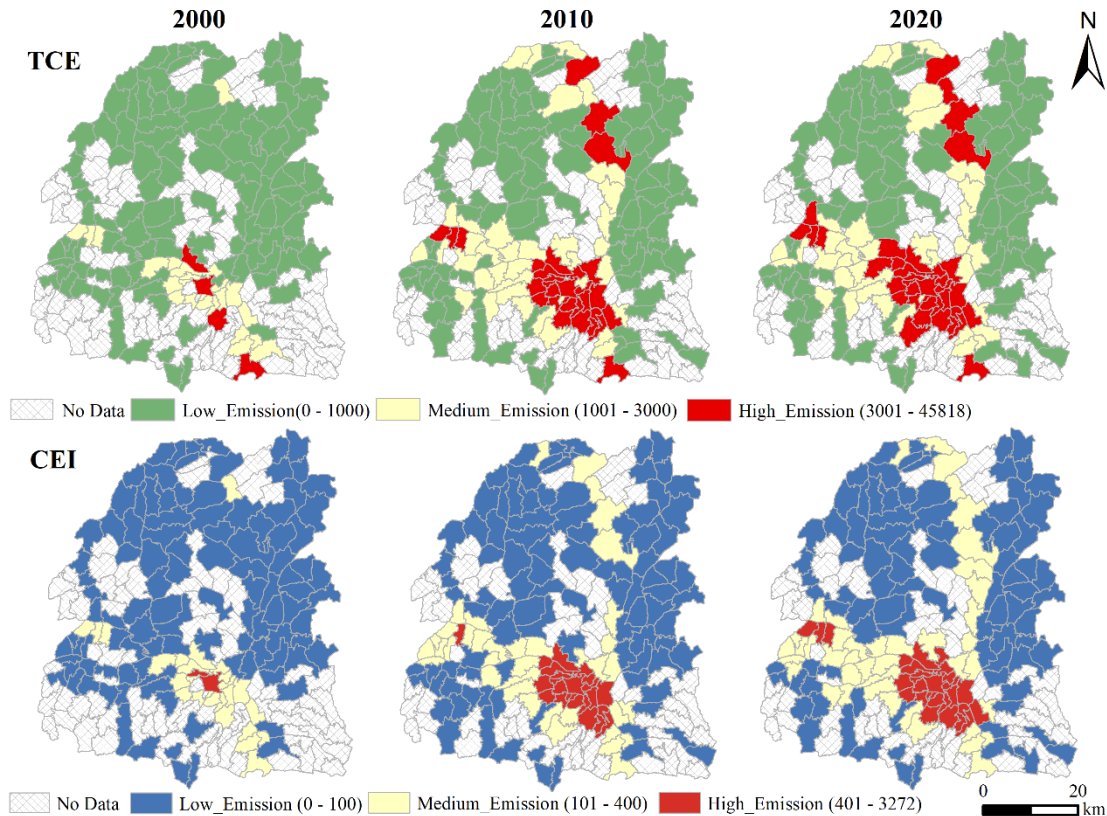 2000 2010 2020 N
TCE
No Data Low_Emission(0 - 1000) Medium_Emission (1001 - 3000) High_Emission (3001 - 45818)
CEI
No Data Low_Emission (0 - 100) Medium_Emission (101 - 400) High_Emission (401 - 3272)
0 20
km